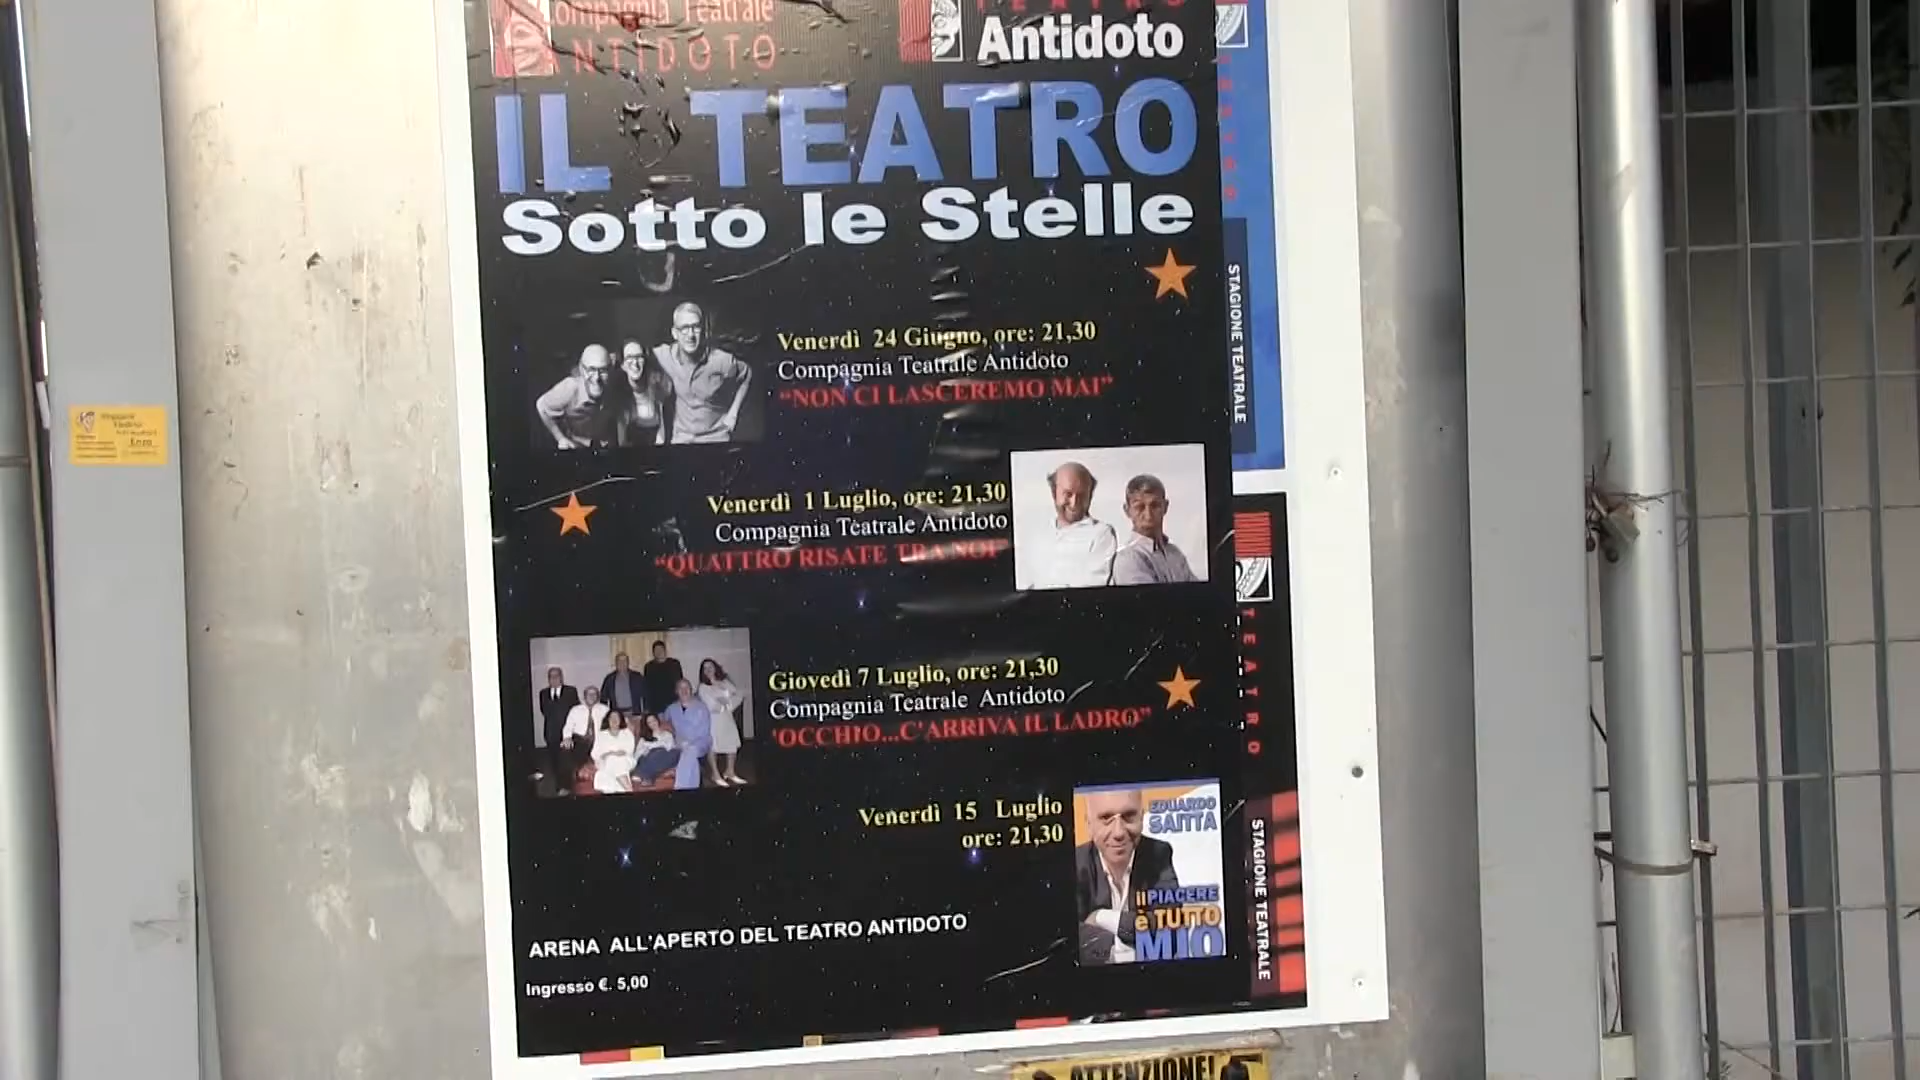 Compagnia Teatrale
ANTIDOTO
TEATRO
Antidoto
IL TEATRO
Sotto le Stelle
Venerdì 24 Giugno, ore: 21,30
Compagnia Teatrale Antidoto
“NON CI LASCEREMO MAI”
Venerdì 1 Luglio, ore: 21,30
Compagnia Teatrale Antidoto
“QUATTRO RISATE TRA NOI”
Giovedì 7 Luglio, ore: 21,30
Compagnia Teatrale Antidoto
'OCCHIO...C'ARRIVA IL LADRO”
Venerdì 15 Luglio
ore: 21,30
EDUARDO
SAITTA
Il PIACERE
è TUTTO
MIO
ARENA ALL'APERTO DEL TEATRO ANTIDOTO
Ingresso €. 5,00
STAGIONE TEATRALE
TEATRO
STAGIONE TEATRALE
ATTENZIONE!
Enzo